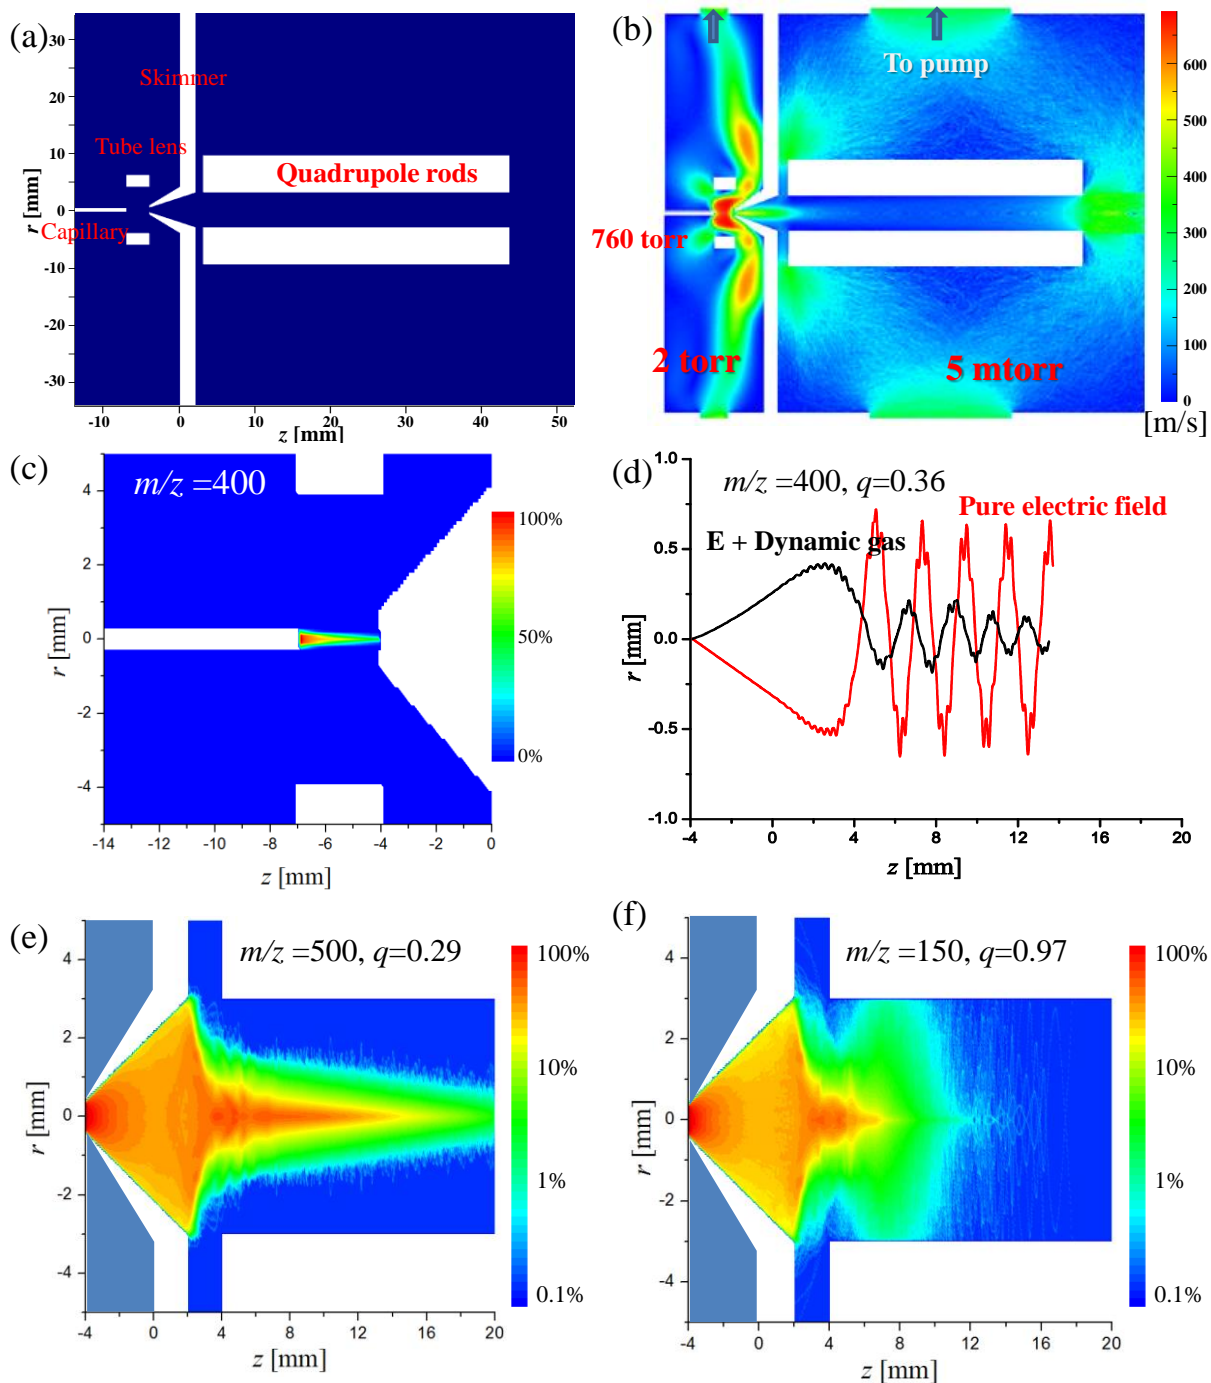 (a)
Skimmer
Tube lens
Quadrupole rods
Capillary
r [mm]
30
20
10
0
-10
-20
-30
-10 0 10 20 30 40 50
z [mm]
(b)
To pump
760 torr
2 torr
5 mtorr
600
500
400
300
200
100
0
[m/s]
(c)
m/z =400
100%
50%
0%
r [mm]
4
2
0
-2
-4
-14 -12 -10 -8 -6 -4 -2 0
z [mm]
(d)
m/z =400, q=0.36
Pure electric field
E + Dynamic gas
r [mm]
1.0
0.5
0.0
-0.5
-1.0
-4 0 4 8 12 16 20
z [mm]
(e)
m/z =500, q=0.29
100%
10%
1%
0.1%
r [mm]
4
2
0
-2
-4
-4 0 4 8 12 16 20
z [mm]
(f)
m/z =150, q=0.97
100%
10%
1%
0.1%
r [mm]
4
2
0
-2
-4
-4 0 4 8 12 16 20
z [mm]